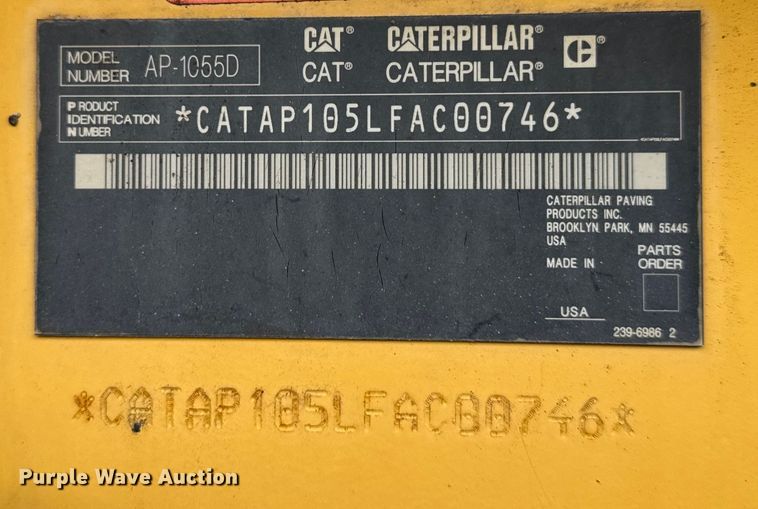 MODEL NUMBER AP-1055D
CAT® CATERPILLAR® C®
CAT® CATERPILLAR®
PRODUCT IDENTIFICATION NUMBER *CATAP105LFAC00746*
*CATAP105LFAC00746*
CATERPILLAR PAVING
PRODUCTS INC.
BROOKLYN PARK, MN 55445
USA
MADE IN
USA
PARTS
ORDER
239-6986 2
*CATAP105LFAC00746*
Purple Wave Auction